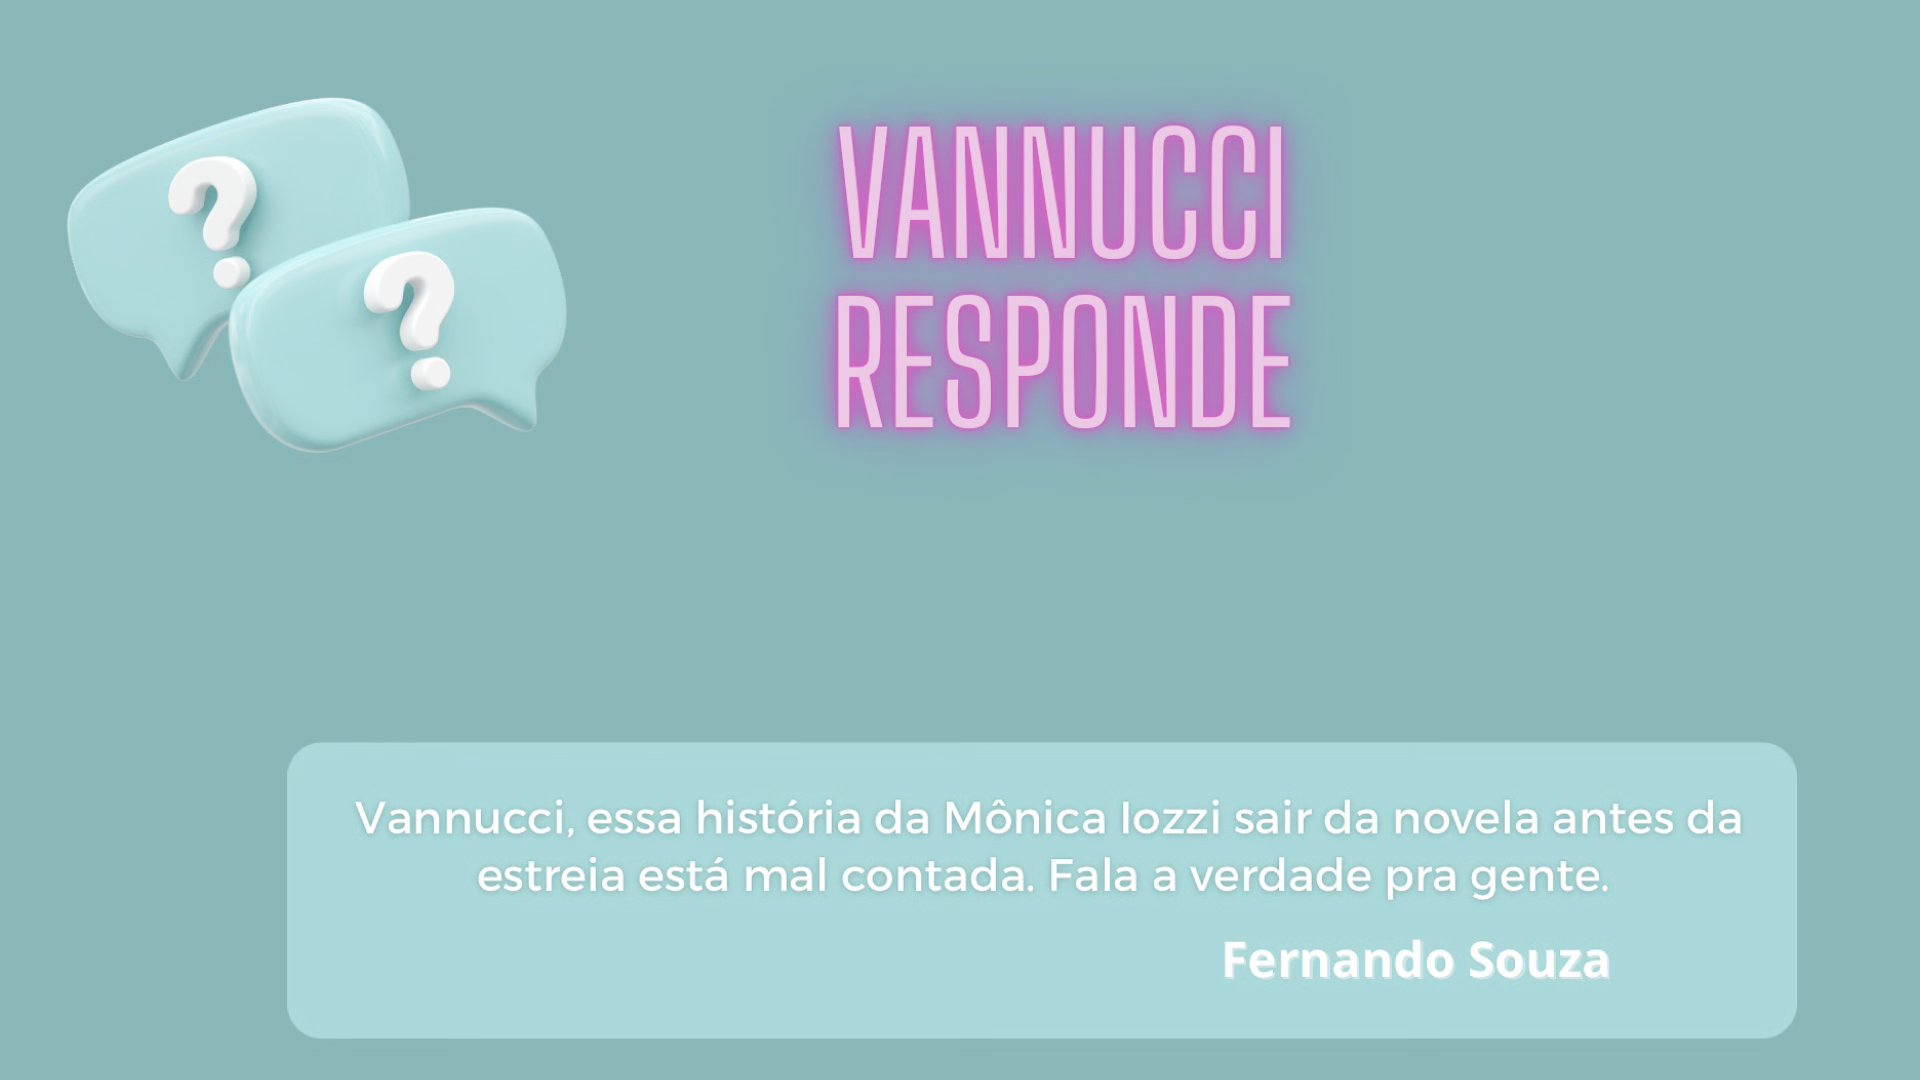 ?
?
VANNUCCI
RESPONDE
Vannucci, essa história da Mônica Iozzi sair da novela antes da
estreia está mal contada. Fala a verdade pra gente.
Fernando Souza